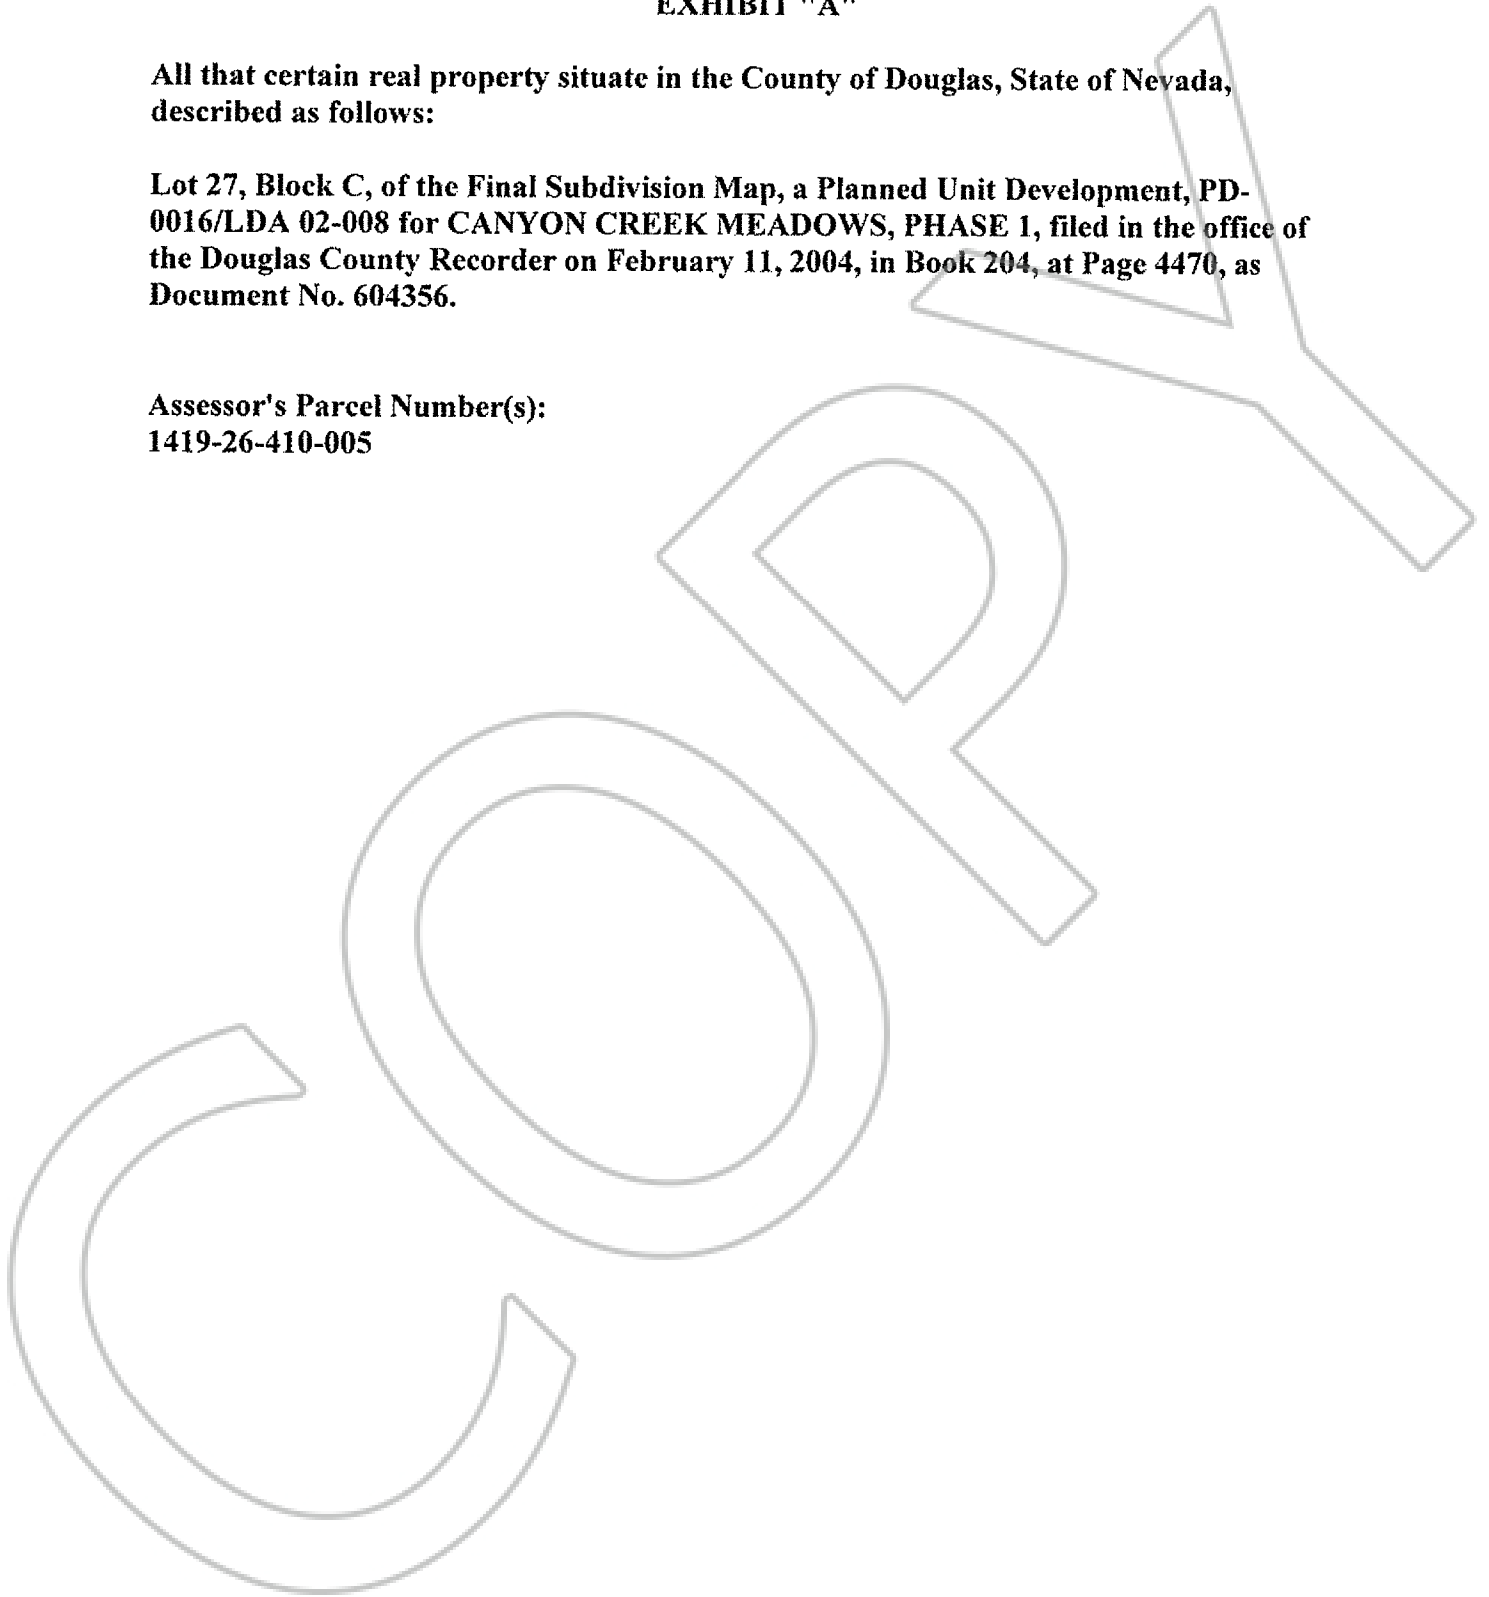 EXHIBIT "A"
All that certain real property situate in the County of Douglas, State of Nevada,
described as follows:
Lot 27, Block C, of the Final Subdivision Map, a Planned Unit Development, PD-
0016/LDA 02-008 for CANYON CREEK MEADOWS, PHASE 1, filed in the office of
the Douglas County Recorder on February 11, 2004, in Book 204, at Page 4470, as
Document No. 604356.
Assessor's Parcel Number(s):
1419-26-410-005
COPY